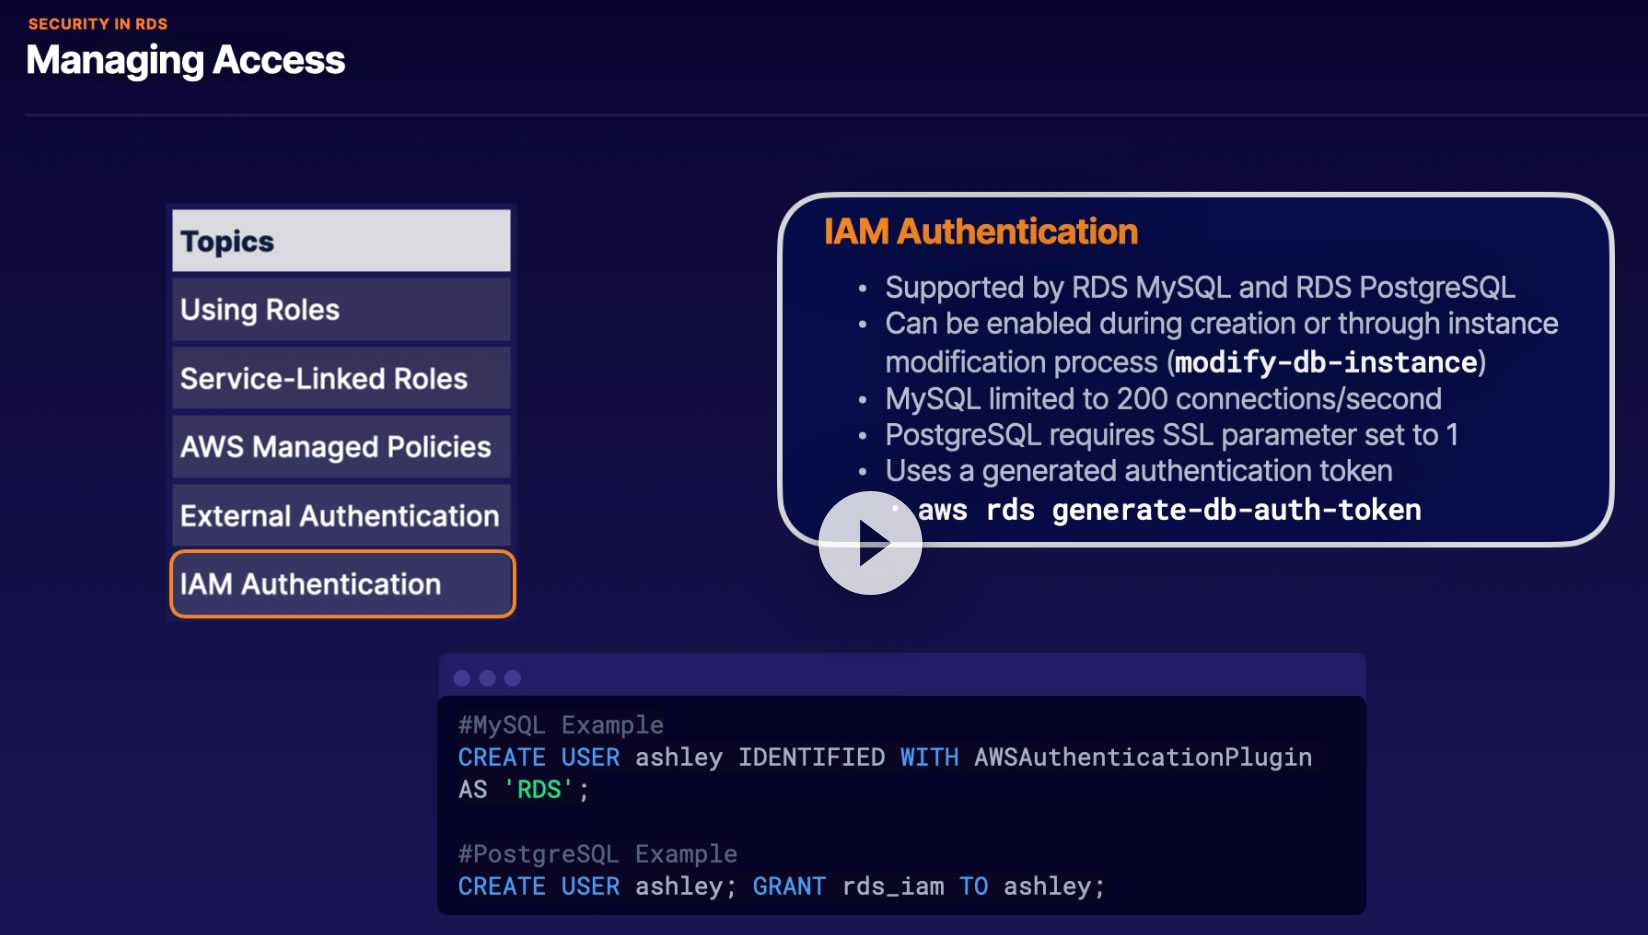 SECURITY IN RDS
Managing Access
Topics
Using Roles
Service-Linked Roles
AWS Managed Policies
External Authentication
IAM Authentication
IAM Authentication
• Supported by RDS MySQL and RDS PostgreSQL
• Can be enabled during creation or through instance
modification process (modify-db-instance)
• MySQL limited to 200 connections/second
• PostgreSQL requires SSL parameter set to 1
• Uses a generated authentication token
• aws rds generate-db-auth-token
#MySQL Example
CREATE USER ashley IDENTIFIED WITH AWSAuthenticationPlugin
AS 'RDS';
#PostgreSQL Example
CREATE USER ashley; GRANT rds_iam TO ashley;